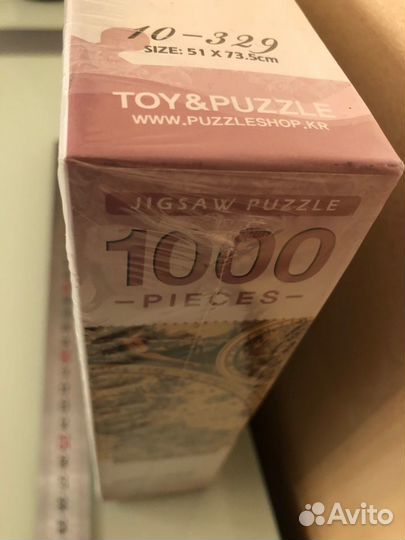 10-329
SIZE: 51 X 73.5cm
TOY&PUZZLE
WWW.PUZZLESHOP.KR
JIGSAW PUZZLE
1000
-PIECES-
Avito